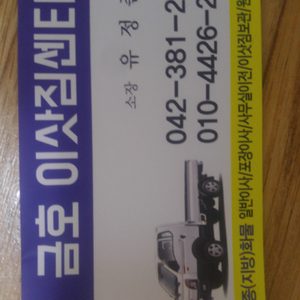 금호 이삿짐센터
소장 유 정
042-381-2
010-4426-2
(지방)화물 일반이사/포장이사/사무실이전/이삿짐보관/원